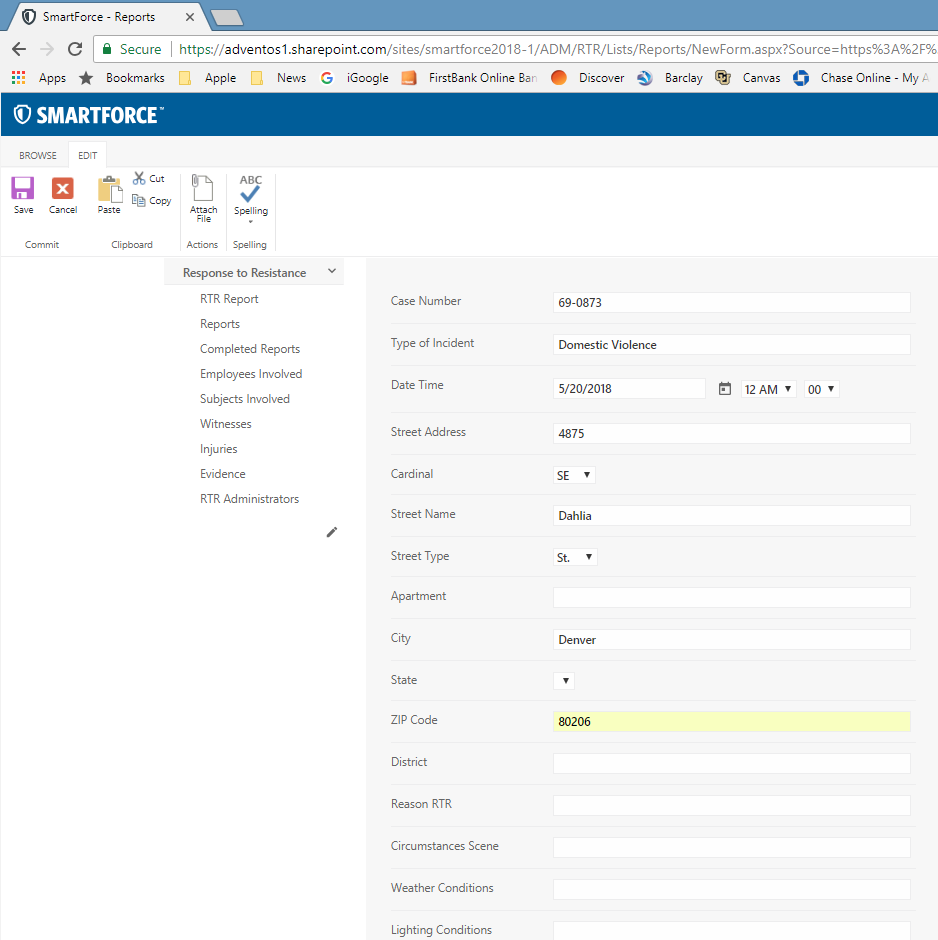 SmartForce - Reports
Secure https://adventos1.sharepoint.com/sites/smartforce2018-1/ADM/RTR/Lists/Reports/NewForm.aspx?Source=https%3A%2F%
Apps Bookmarks Apple News iGoogle FirstBank Online Ban Discover Barclay Canvas Chase Online - My A
SMARTFORCE™
BROWSE EDIT
Save Cancel Paste Cut Copy Attach File ABC Spelling
Commit Clipboard Actions Spelling
Response to Resistance
RTR Report
Reports
Completed Reports
Employees Involved
Subjects Involved
Witnesses
Injuries
Evidence
RTR Administrators
Case Number 69-0873
Type of Incident Domestic Violence
Date Time 5/20/2018 12 AM 00
Street Address 4875
Cardinal SE
Street Name Dahlia
Street Type St.
Apartment
City Denver
State
ZIP Code 80206
District
Reason RTR
Circumstances Scene
Weather Conditions
Lighting Conditions